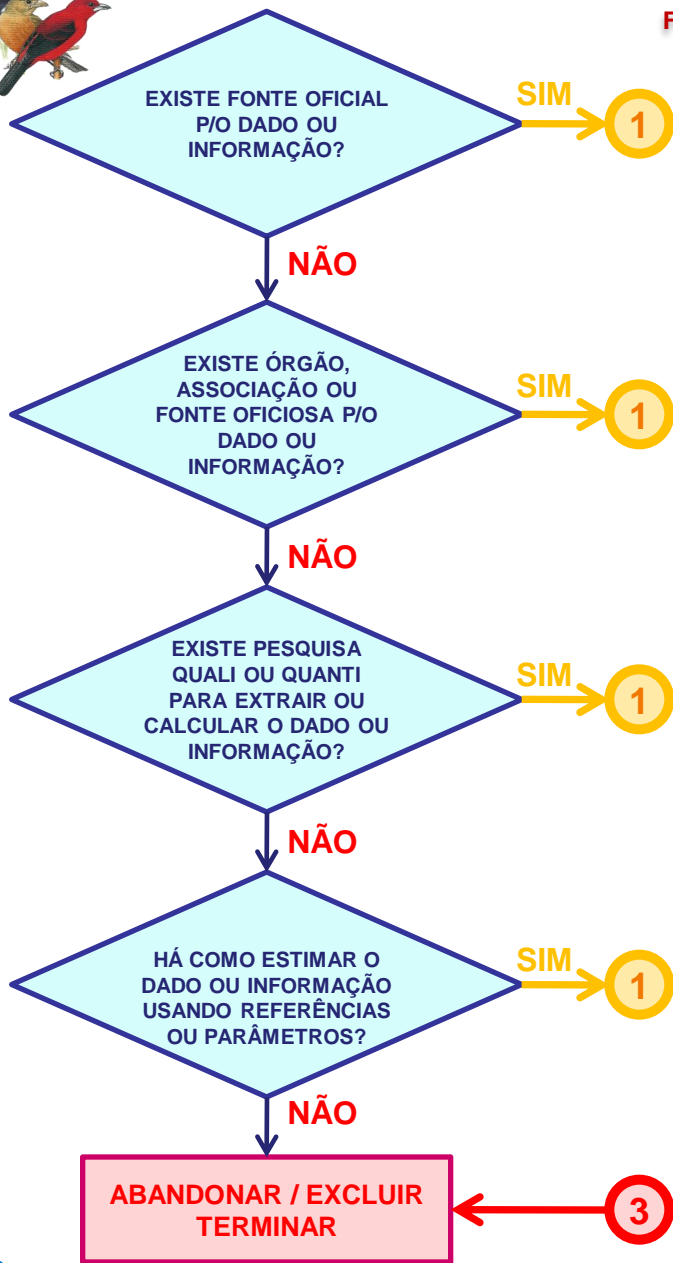 F
EXISTE FONTE OFICIAL
P/O DADO OU
INFORMAÇÃO?
SIM
1
NÃO
EXISTE ÓRGÃO,
ASSOCIAÇÃO OU
FONTE OFICIOSA P/O
DADO OU
INFORMAÇÃO?
SIM
1
NÃO
EXISTE PESQUISA
QUALI OU QUANTI
PARA EXTRAIR OU
CALCULAR O DADO OU
INFORMAÇÃO?
SIM
1
NÃO
HÁ COMO ESTIMAR O
DADO OU INFORMAÇÃO
USANDO REFERÊNCIAS
OU PARÂMETROS?
SIM
1
NÃO
ABANDONAR / EXCLUIR
TERMINAR
3